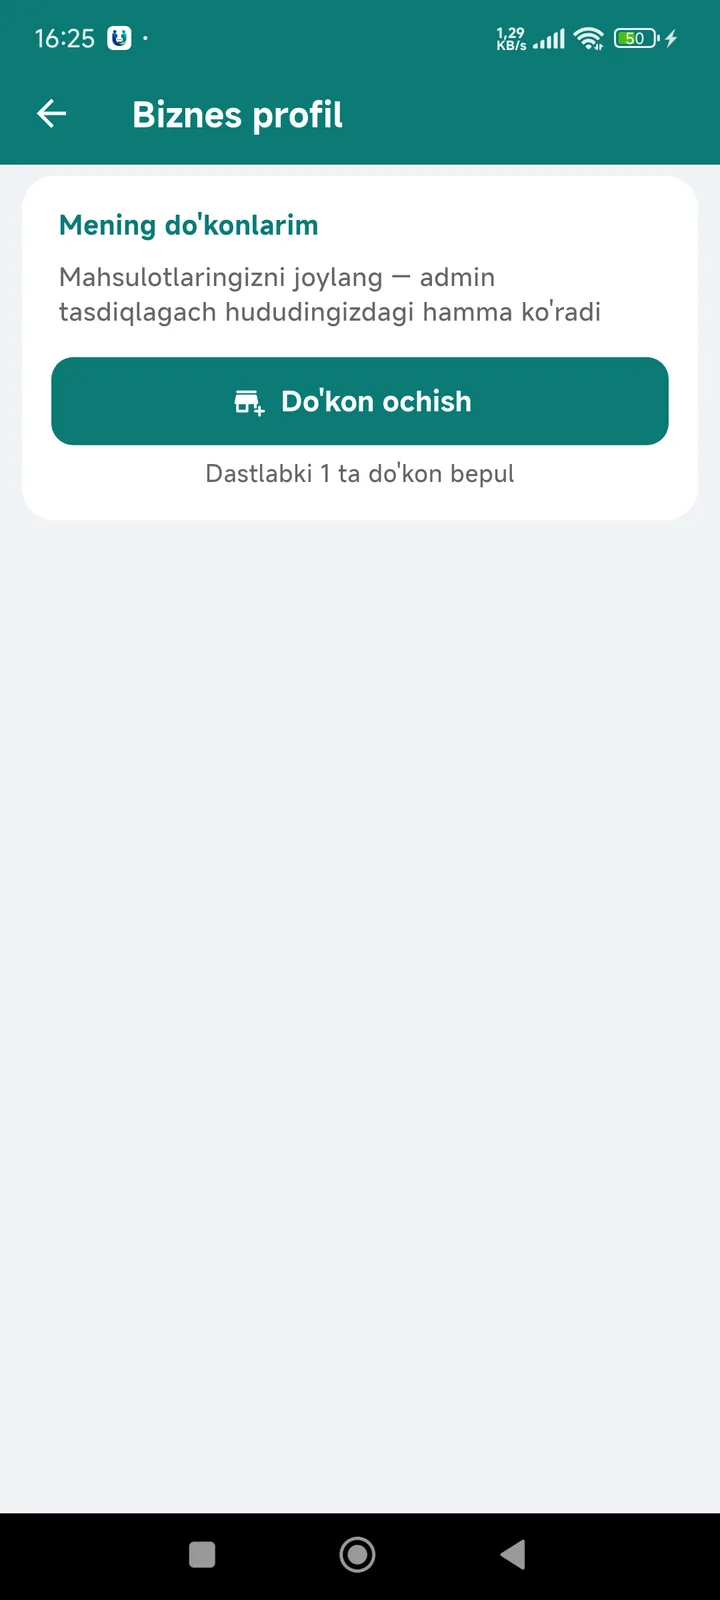 16:25
1,29
KB/s
50
Biznes profil
Mening do'konlarim
Mahsulotlaringizni joylang — admin
tasdiqlagach hududingizdagi hamma ko'radi
Do'kon ochish
Dastlabki 1 ta do'kon bepul